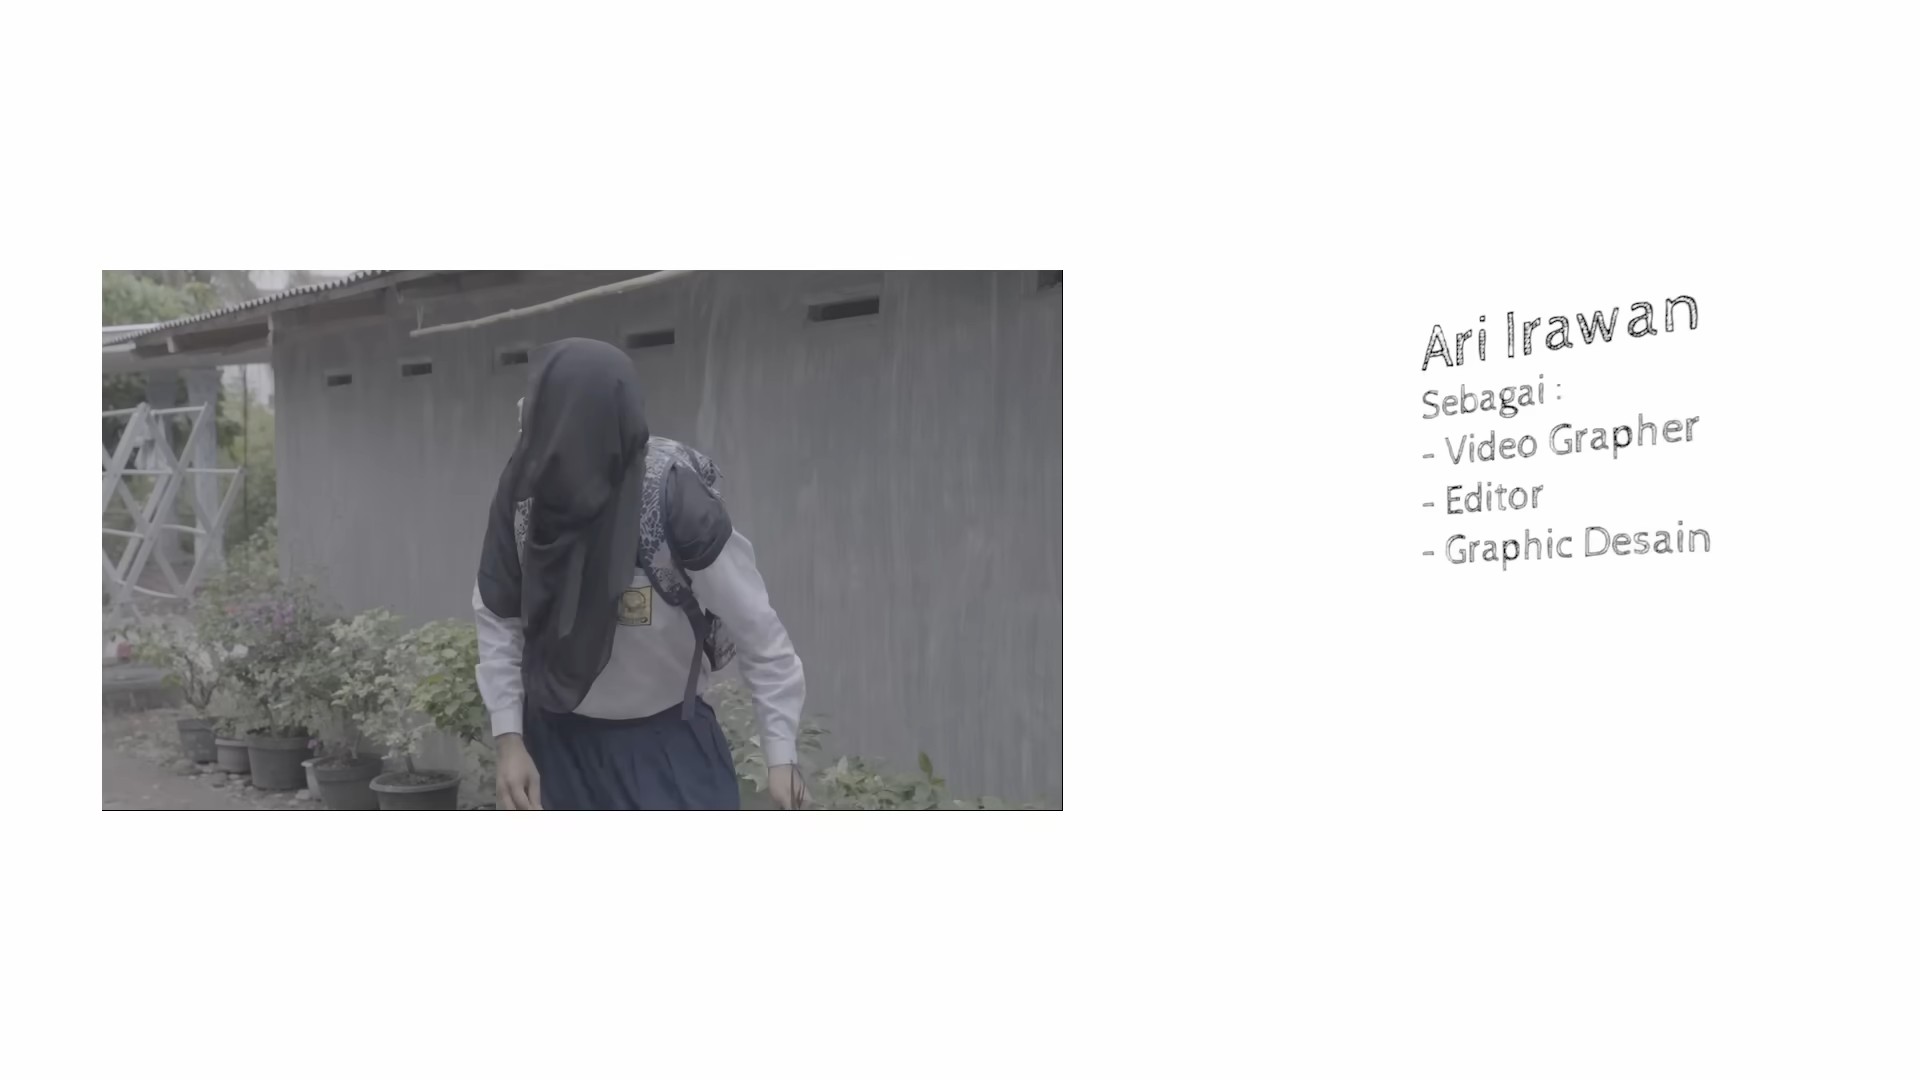 Ari Irawan
Sebagai :
- Video Grapher
- Editor
- Graphic Desain